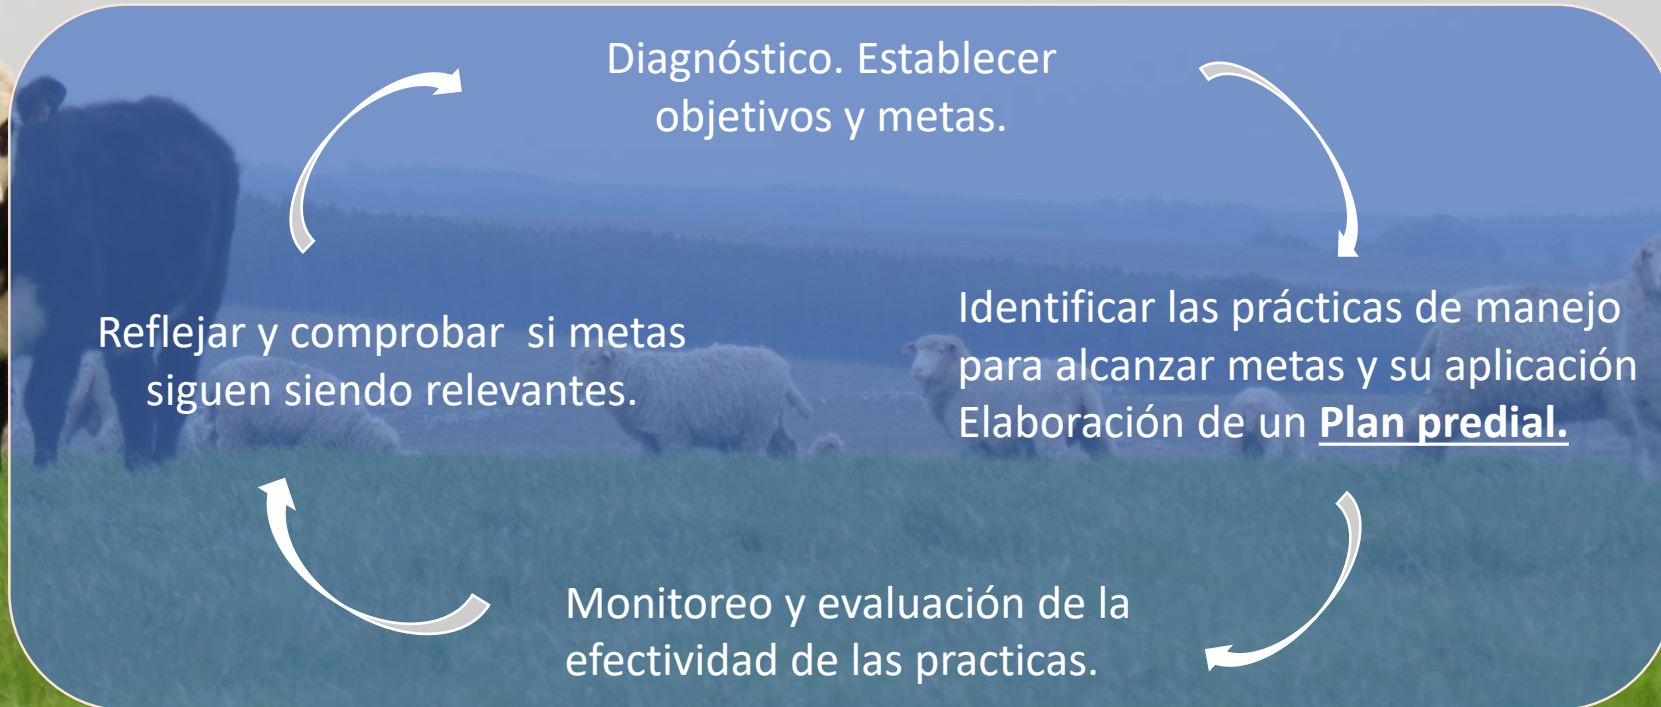 Diagnóstico. Establecer
objetivos y metas.
Identificar las prácticas de manejo
para alcanzar metas y su aplicación
Elaboración de un Plan predial.
Monitoreo y evaluación de la
efectividad de las practicas.
Reflejar y comprobar  si metas
siguen siendo relevantes.